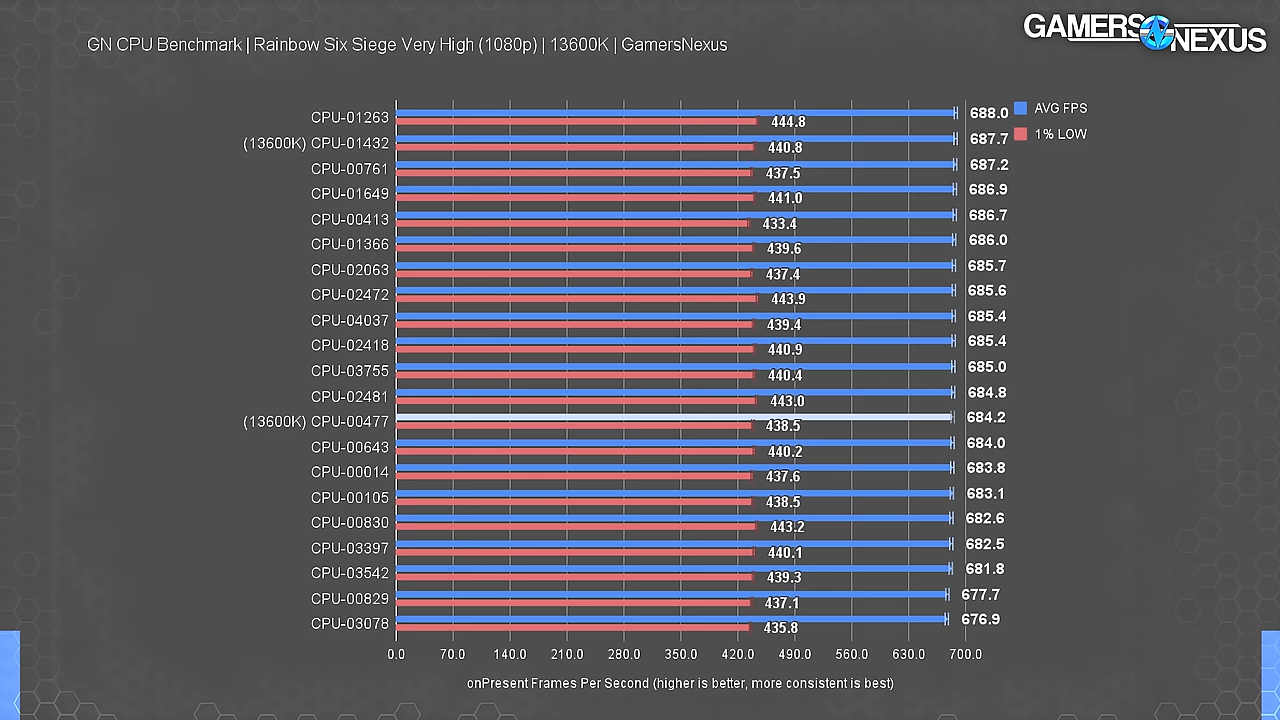 GAMERS NEXUS
GN CPU Benchmark | Rainbow Six Siege Very High (1080p) | 13600K | GamersNexus
AVG FPS
1% LOW
CPU-01263 688.0
444.8
(13600K) CPU-01432 687.7
440.8
CPU-00761 687.2
437.5
CPU-01649 686.9
441.0
CPU-00413 686.7
433.4
CPU-01366 686.0
439.6
CPU-02063 685.7
437.4
CPU-02472 685.6
443.9
CPU-04037 685.4
439.4
CPU-02418 685.4
440.9
CPU-03755 685.0
440.4
CPU-02481 684.8
443.0
(13600K) CPU-00477 684.2
438.5
CPU-00643 684.0
440.2
CPU-00014 683.8
437.6
CPU-00105 683.1
438.5
CPU-00830 682.6
443.2
CPU-03397 682.5
440.1
CPU-03542 681.8
439.3
CPU-00829 677.7
437.1
CPU-03078 676.9
435.8
0.0 70.0 140.0 210.0 280.0 350.0 420.0 490.0 560.0 630.0 700.0
onPresent Frames Per Second (higher is better, more consistent is best)